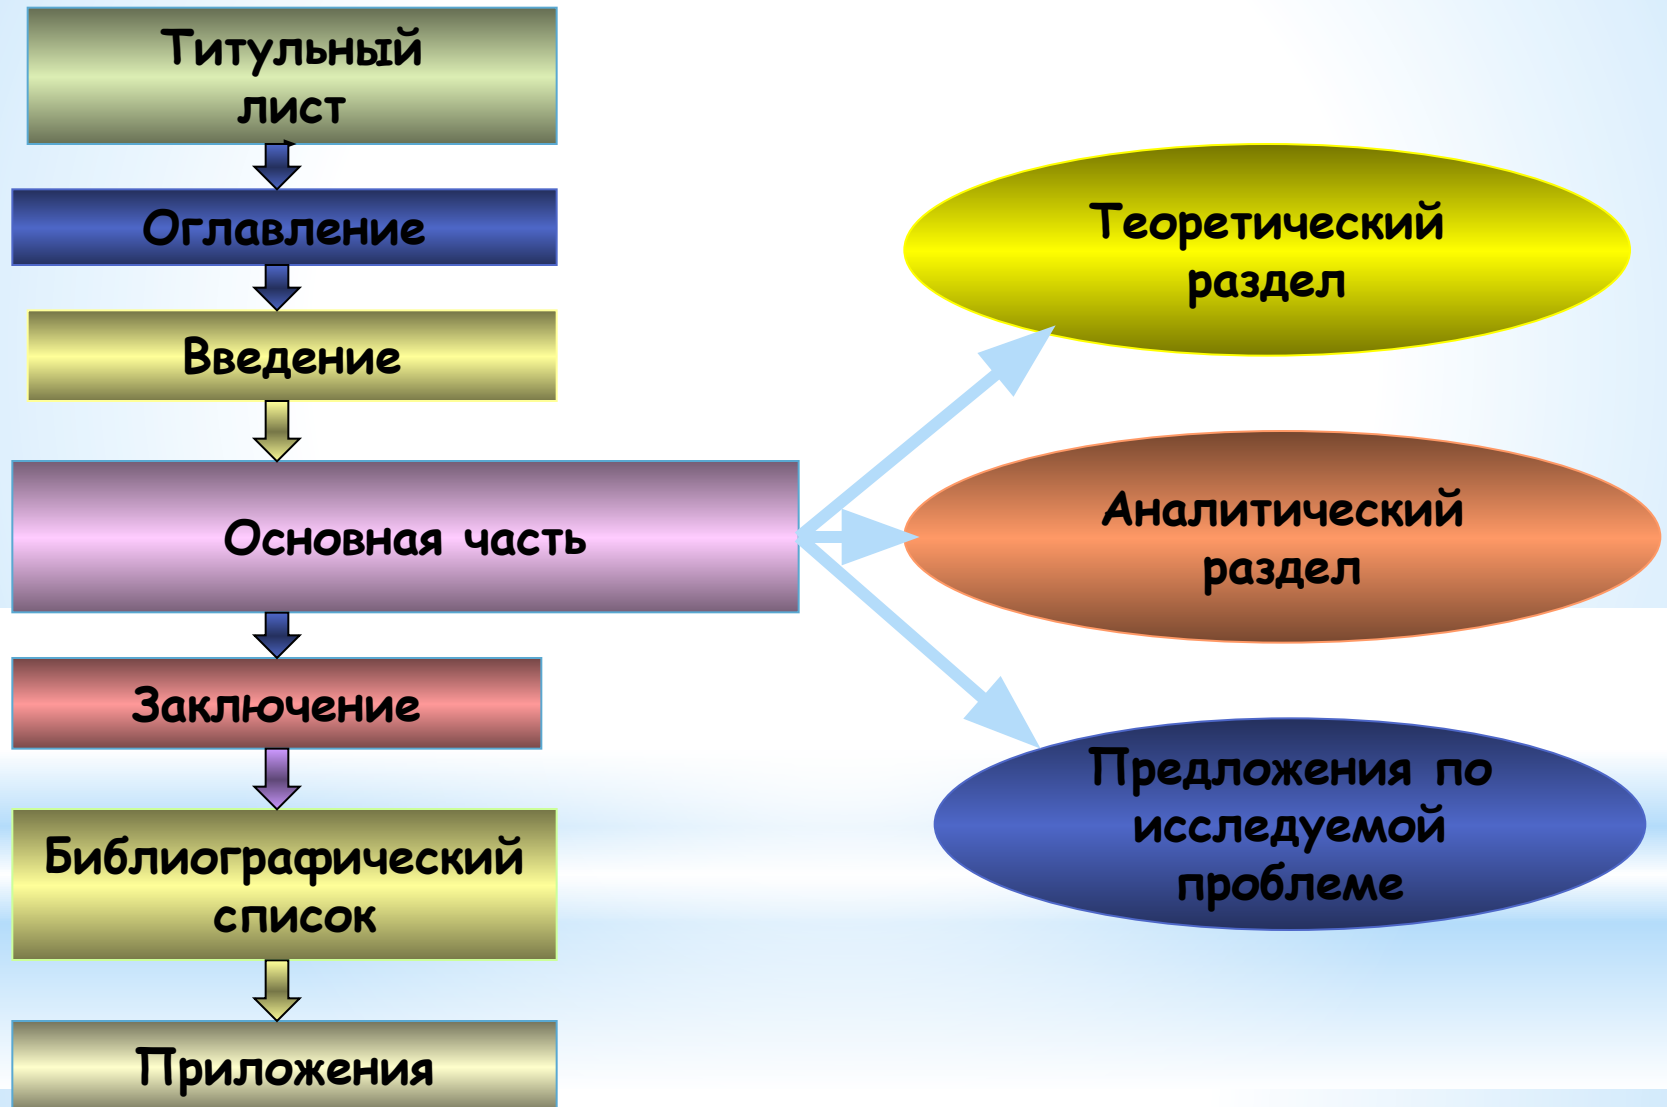 Титульный
лист
Оглавление
Введение
Основная часть
Заключение
Библиографический
список
Приложения
Теоретический
раздел
Аналитический
раздел
Предложения по
исследуемой
проблеме